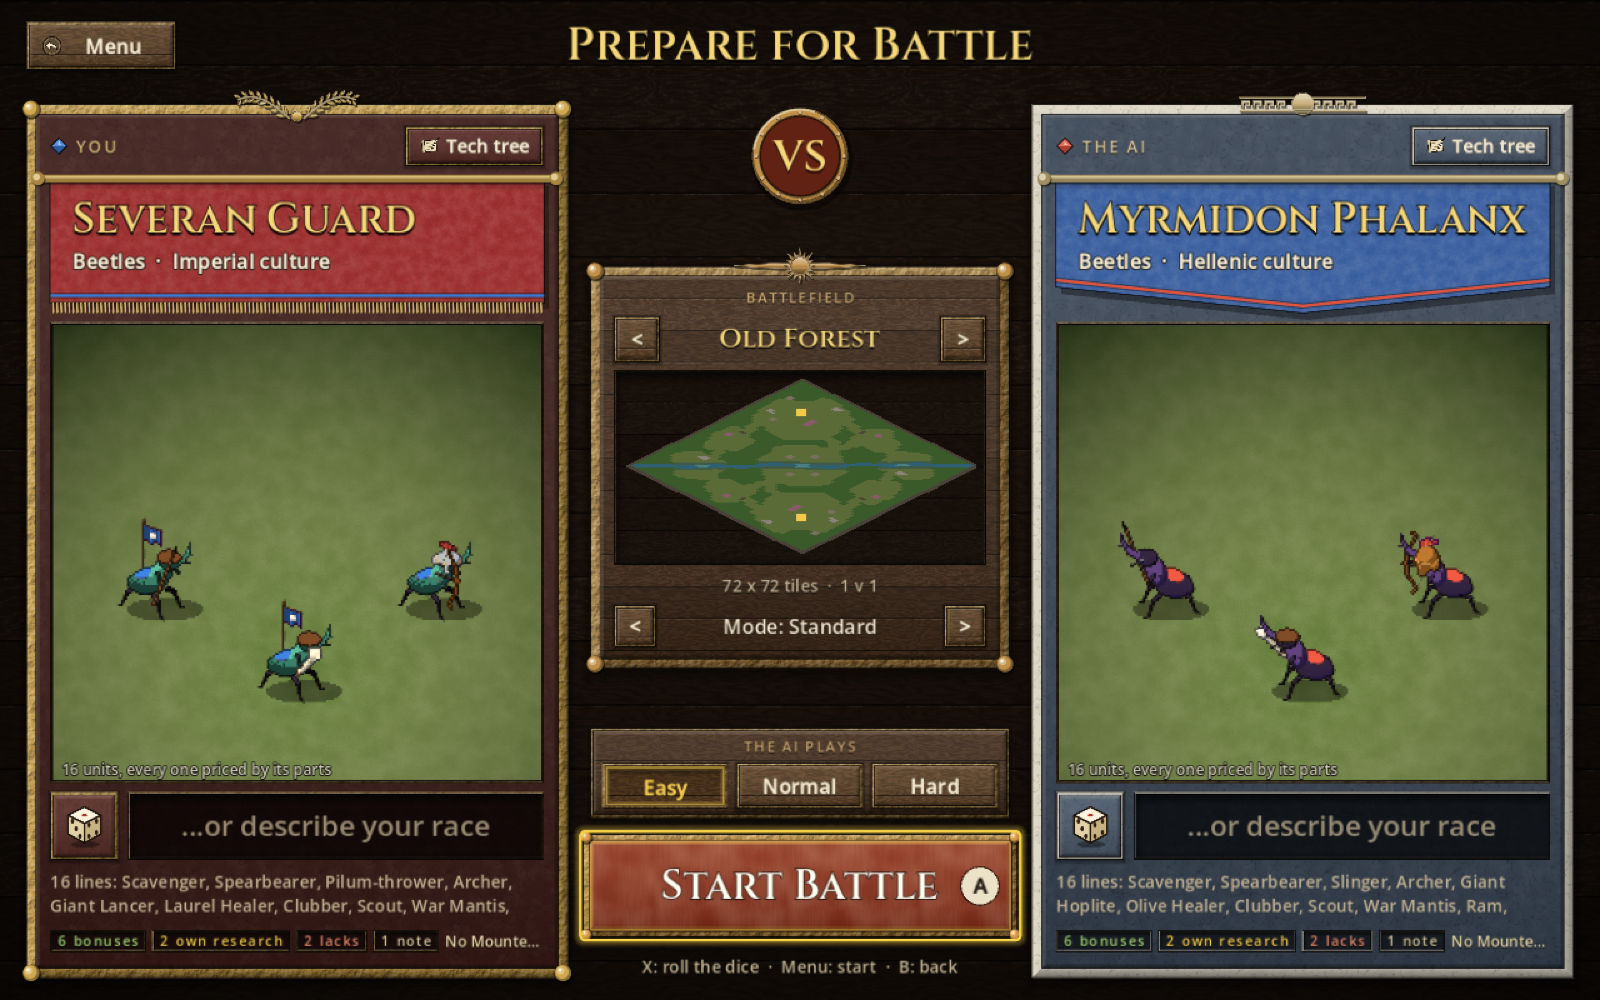 Menu
PREPARE FOR BATTLE
YOU
Tech tree
SEVERAN GUARD
Beetles · Imperial culture
16 units, every one priced by its parts
...or describe your race
16 lines: Scavenger, Spearbearer, Pilum-thrower, Archer,
Giant Lancer, Laurel Healer, Clubber, Scout, War Mantis,
6 bonuses
2 own research
2 lacks
1 note
No Mounte...
VS
BATTLEFIELD
<
OLD FOREST
>
72 x 72 tiles · 1 v 1
<
Mode: Standard
>
THE AI PLAYS
Easy
Normal
Hard
START BATTLE
A
X: roll the dice · Menu: start · B: back
THE AI
Tech tree
MYRMIDON PHALANX
Beetles · Hellenic culture
16 units, every one priced by its parts
...or describe your race
16 lines: Scavenger, Spearbearer, Slinger, Archer, Giant
Hoplite, Olive Healer, Clubber, Scout, War Mantis, Ram,
6 bonuses
2 own research
2 lacks
1 note
No Mounte...